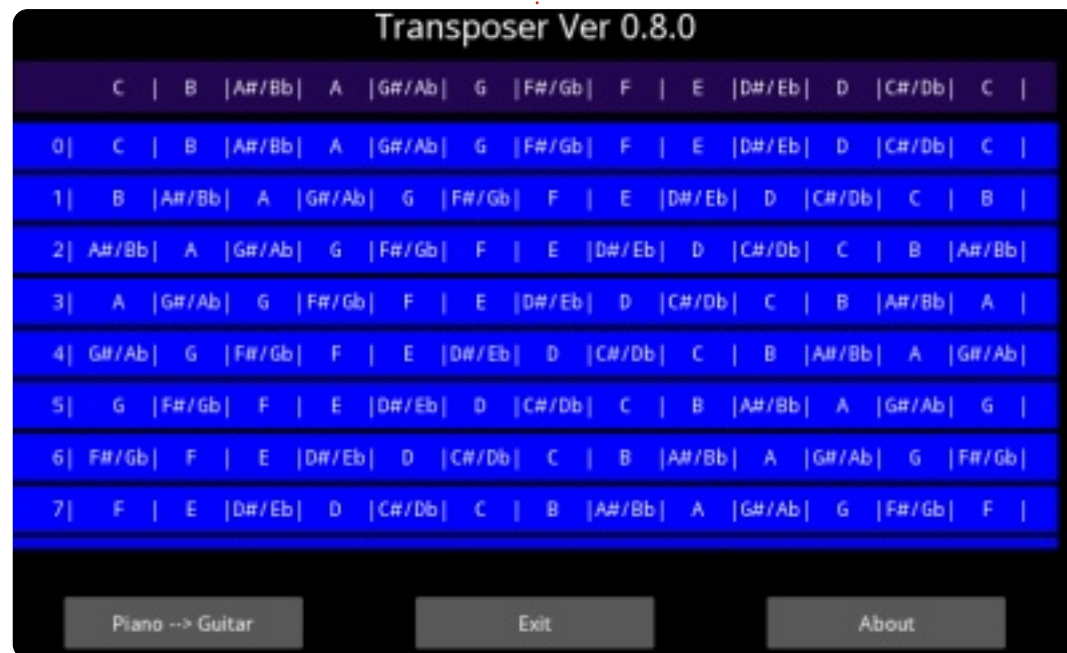 Transposer Ver 0.8.0
C | B |A#/Bb| A |G#/Ab| G |F#/Gb| F | E |D#/Eb| D |C#/Db| C |
0| C | B |A#/Bb| A |G#/Ab| G |F#/Gb| F | E |D#/Eb| D |C#/Db| C |
1| B |A#/Bb| A |G#/Ab| G |F#/Gb| F | E |D#/Eb| D |C#/Db| C | B |
2| A#/Bb| A |G#/Ab| G |F#/Gb| F | E |D#/Eb| D |C#/Db| C | B |A#/Bb|
3| A |G#/Ab| G |F#/Gb| F | E |D#/Eb| D |C#/Db| C | B |A#/Bb| A |
4| G#/Ab| G |F#/Gb| F | E |D#/Eb| D |C#/Db| C | B |A#/Bb| A |G#/Ab|
5| G |F#/Gb| F | E |D#/Eb| D |C#/Db| C | B |A#/Bb| A |G#/Ab| G |
6| F#/Gb| F | E |D#/Eb| D |C#/Db| C | B |A#/Bb| A |G#/Ab| G |F#/Gb|
7| F | E |D#/Eb| D |C#/Db| C | B |A#/Bb| A |G#/Ab| G |F#/Gb| F |
Piano --> Guitar Exit About